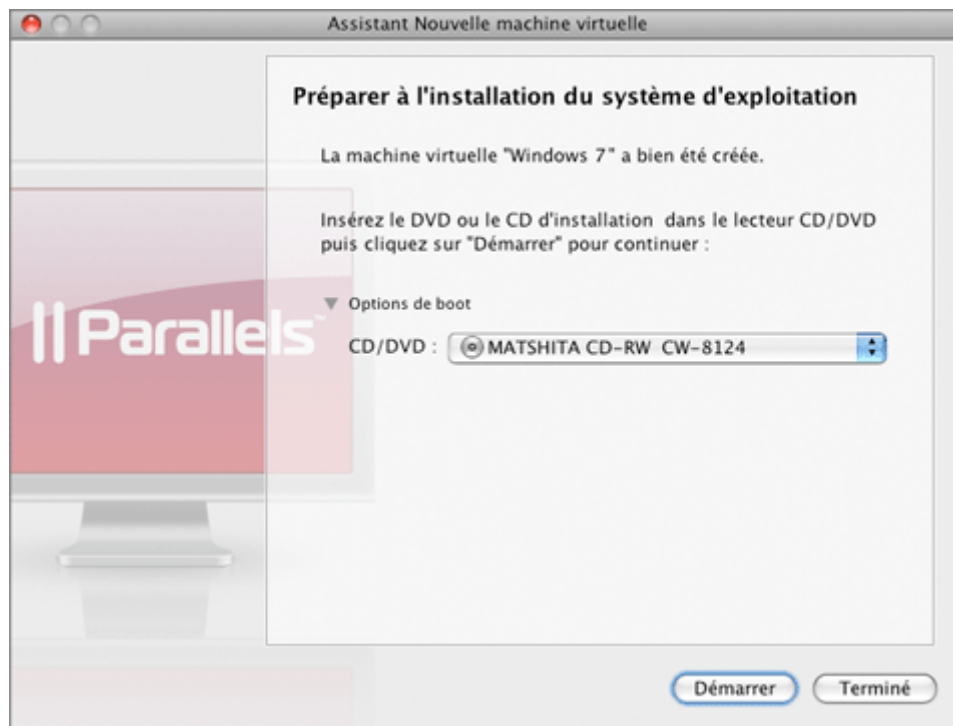 Assistant Nouvelle machine virtuelle
Préparer à l'installation du système d'exploitation
La machine virtuelle "Windows 7" a bien été créée.
Insérez le DVD ou le CD d'installation dans le lecteur CD/DVD
puis cliquez sur "Démarrer" pour continuer :
Options de boot
Parallels™
CD/DVD : MATSHITA CD-RW CW-8124
Démarrer Terminé